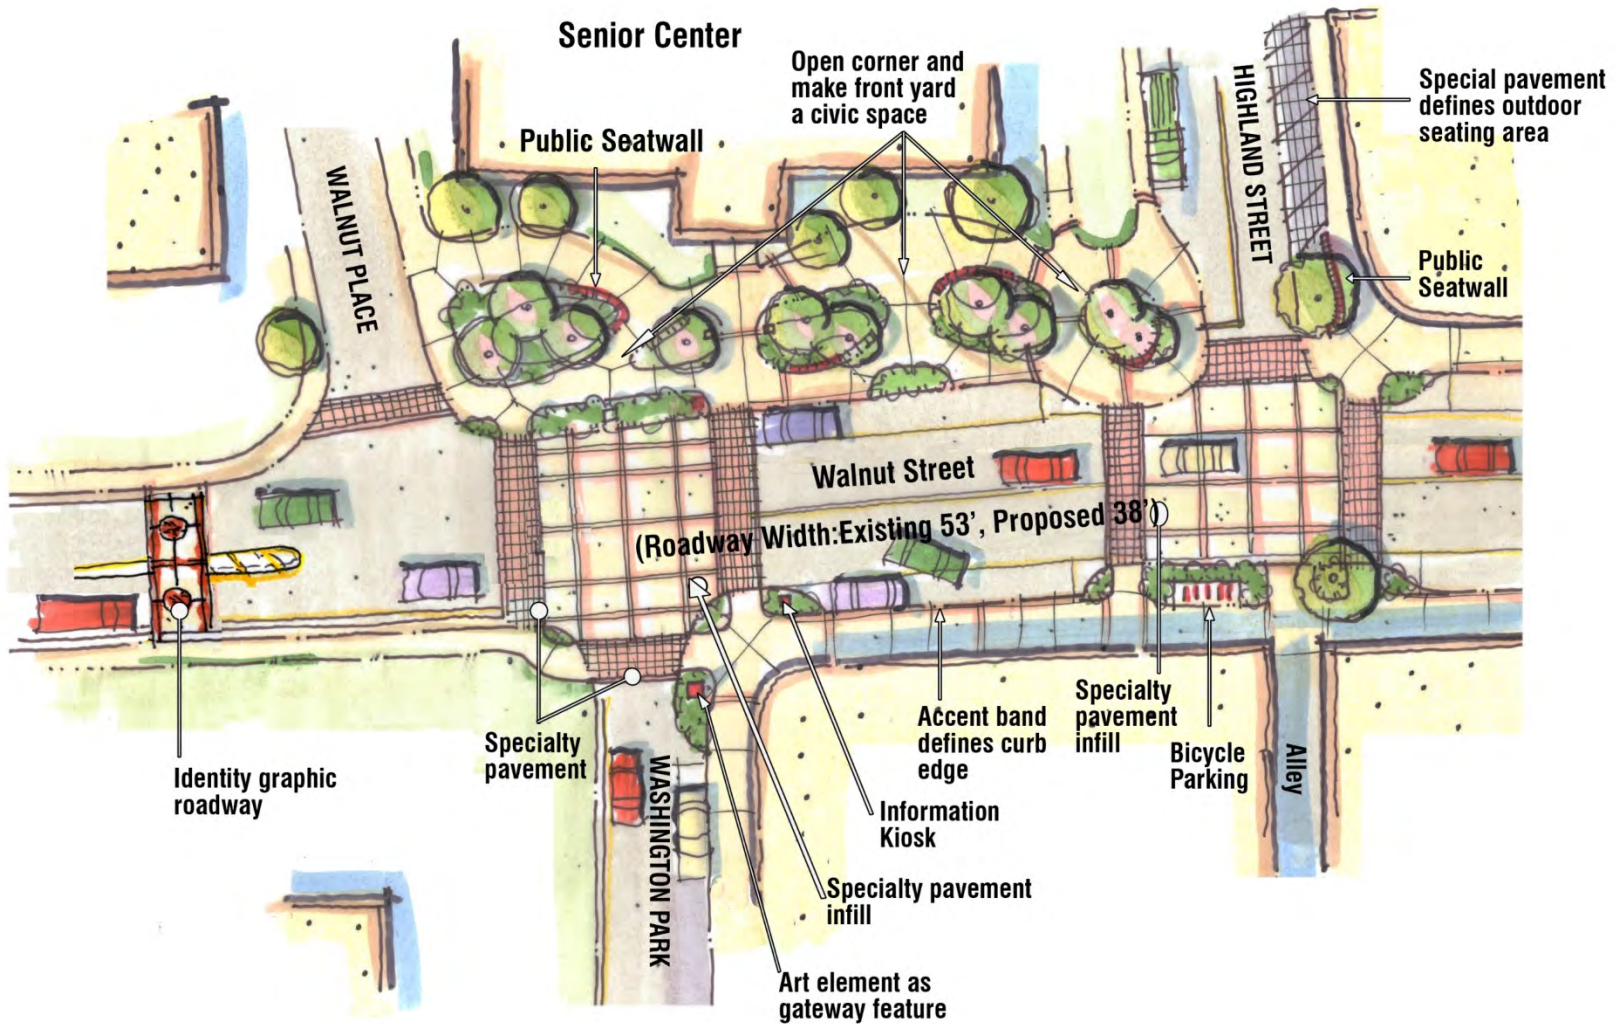 Senior Center
Open corner and
make front yard
a civic space
Public Seatwall
HIGHLAND STREET
Special pavement
defines outdoor
seating area
WALNUT PLACE
Public
Seatwall
Walnut Street
(Roadway Width:Existing 53’, Proposed 38’)
Identity graphic
roadway
Specialty
pavement
WASHINGTON PARK
Accent band
defines curb
edge
Specialty
pavement
infill
Bicycle
Parking
Alley
Information
Kiosk
Specialty pavement
infill
Art element as
gateway feature